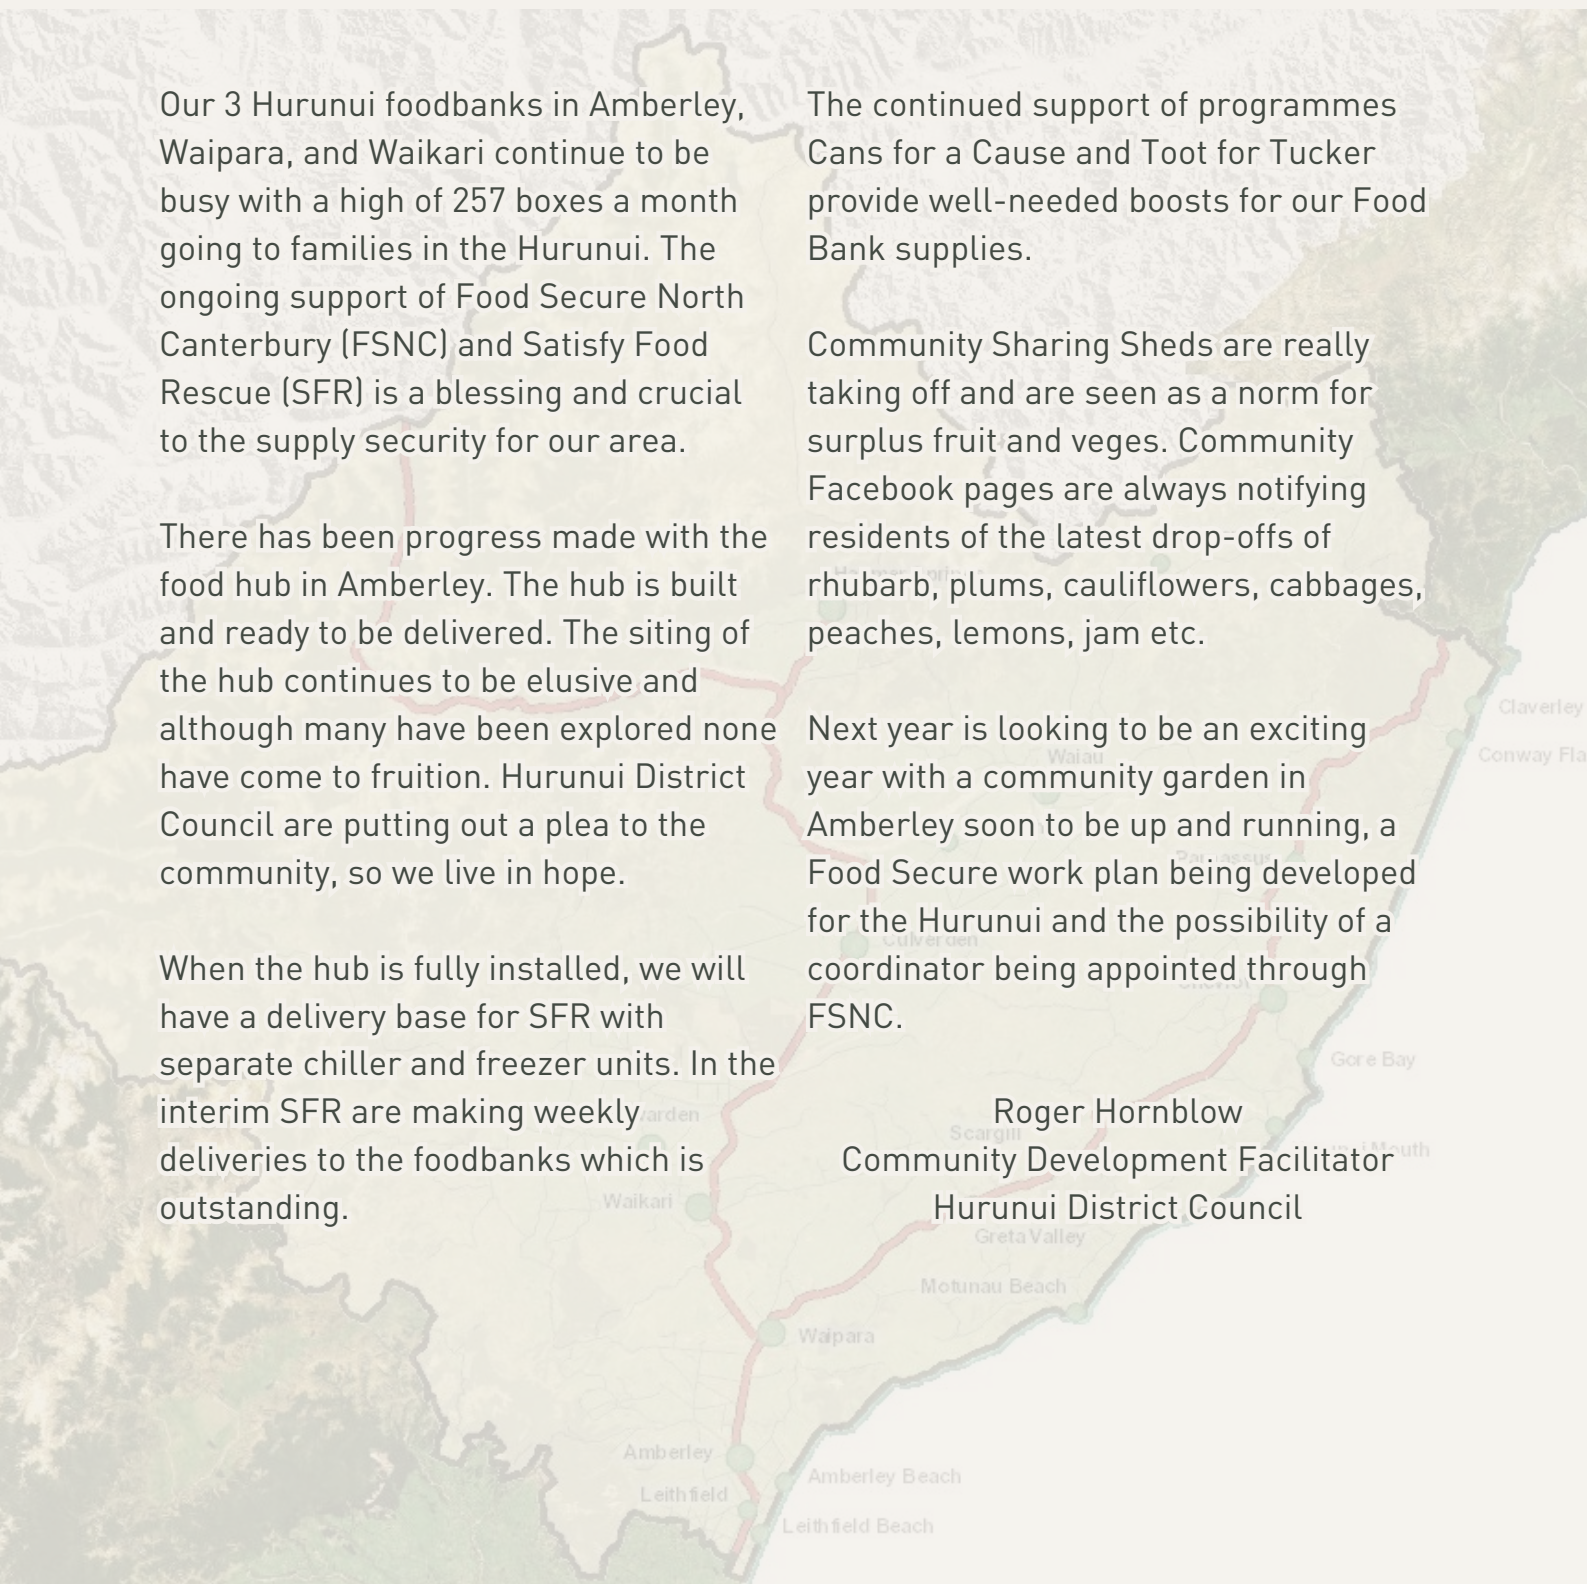 Our 3 Hurunui foodbanks in Amberley,
Waipara, and Waikari continue to be
busy with a high of 257 boxes a month
going to families in the Hurunui. The
ongoing support of Food Secure North
Canterbury (FSNC) and Satisfy Food
Rescue (SFR) is a blessing and crucial
to the supply security for our area.
There has been progress made with the
food hub in Amberley. The hub is built
and ready to be delivered. The siting of
the hub continues to be elusive and
although many have been explored none
have come to fruition. Hurunui District
Council are putting out a plea to the
community, so we live in hope.
When the hub is fully installed, we will
have a delivery base for SFR with
separate chiller and freezer units. In the
interim SFR are making weekly
deliveries to the foodbanks which is
outstanding.
The continued support of programmes
Cans for a Cause and Toot for Tucker
provide well-needed boosts for our Food
Bank supplies.
Community Sharing Sheds are really
taking off and are seen as a norm for
surplus fruit and veges. Community
Facebook pages are always notifying
residents of the latest drop-offs of
rhubarb, plums, cauliflowers, cabbages,
peaches, lemons, jam etc.
Next year is looking to be an exciting
year with a community garden in
Amberley soon to be up and running, a
Food Secure work plan being developed
for the Hurunui and the possibility of a
coordinator being appointed through
FSNC.
Roger Hornblow
Community Development Facilitator
Hurunui District Council
Claverley
Waiau
Parnassus
Culverden
Gore Bay
Scargill
Waikari
Greta Valley
Motunau Beach
Waipara
Amberley
Amberley Beach
Leithfield
Leithfield Beach